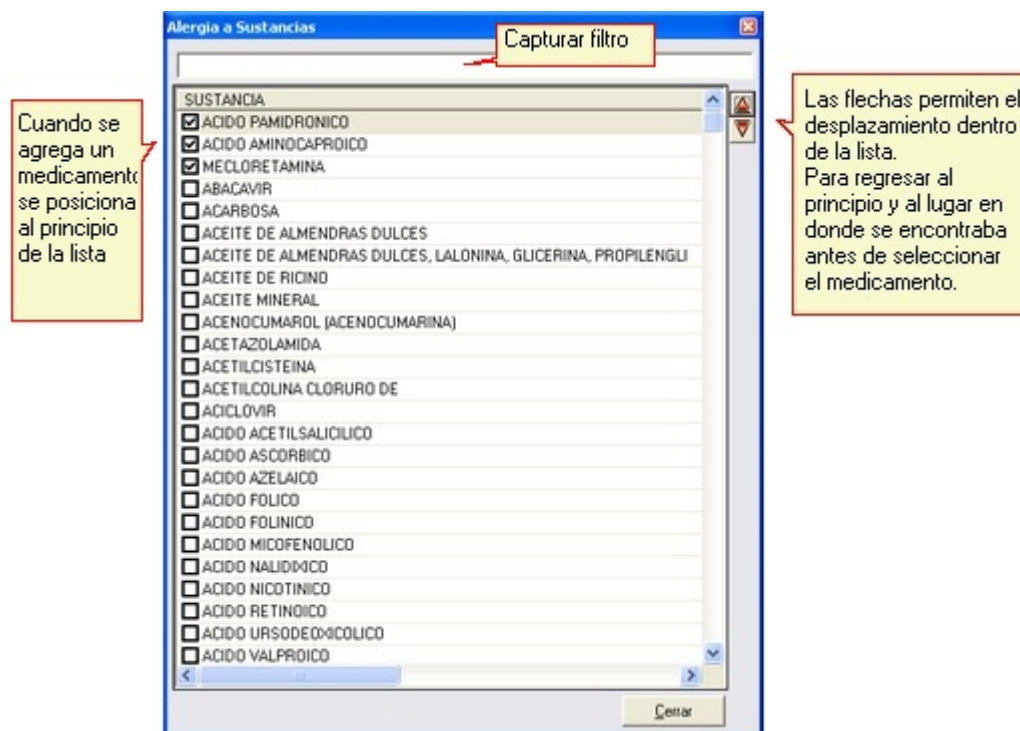 Alergia a Sustancias
Capturar filtro
SUSTANCIA
ACIDO PAMIDRONICO
ACIDO AMINOCAPROICO
MECLORETAMINA
ABACAVIR
ACARBOSA
ACEITE DE ALMENDRAS DULCES
ACEITE DE ALMENDRAS DULCES, LALONINA, GLICERINA, PROPILENGLI
ACEITE DE RICINO
ACEITE MINERAL
ACENOCUMAROL (ACENOCUMARINA)
ACETAZOLAMIDA
ACETILCISTEINA
ACETILCOLINA CLORURO DE
ACICLOVIR
ACIDO ACETILSALICILICO
ACIDO ASCORBICO
ACIDO AZELAICO
ACIDO FOLICO
ACIDO FOLINICO
ACIDO MICOFENOLICO
ACIDO NALIDIXICO
ACIDO NICOTINICO
ACIDO RETINOICO
ACIDO URSODEOXICOLICO
ACIDO VALPROICO
Cerrar
Cuando se
agrega un
medicamento
se posiciona
al principio
de la lista
Las flechas permiten el
desplazamiento dentro
de la lista.
Para regresar al
principio y al lugar en
donde se encontraba
antes de seleccionar
el medicamento.